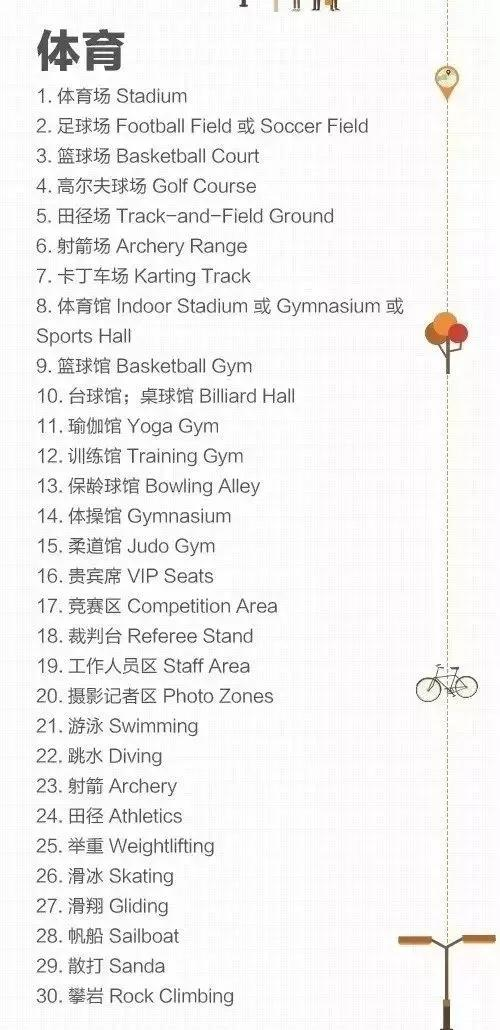 体育
1. 体育场 Stadium
2. 足球场 Football Field 或 Soccer Field
3. 篮球场 Basketball Court
4. 高尔夫球场 Golf Course
5. 田径场 Track-and-Field Ground
6. 射箭场 Archery Range
7. 卡丁车场 Karting Track
8. 体育馆 Indoor Stadium 或 Gymnasium 或
Sports Hall
9. 篮球馆 Basketball Gym
10. 台球馆；桌球馆 Billiard Hall
11. 瑜伽馆 Yoga Gym
12. 训练馆 Training Gym
13. 保龄球馆 Bowling Alley
14. 体操馆 Gymnasium
15. 柔道馆 Judo Gym
16. 贵宾席 VIP Seats
17. 竞赛区 Competition Area
18. 裁判台 Referee Stand
19. 工作人员区 Staff Area
20. 摄影记者区 Photo Zones
21. 游泳 Swimming
22. 跳水 Diving
23. 射箭 Archery
24. 田径 Athletics
25. 举重 Weightlifting
26. 滑冰 Skating
27. 滑翔 Gliding
28. 帆船 Sailboat
29. 散打 Sanda
30. 攀岩 Rock Climbing